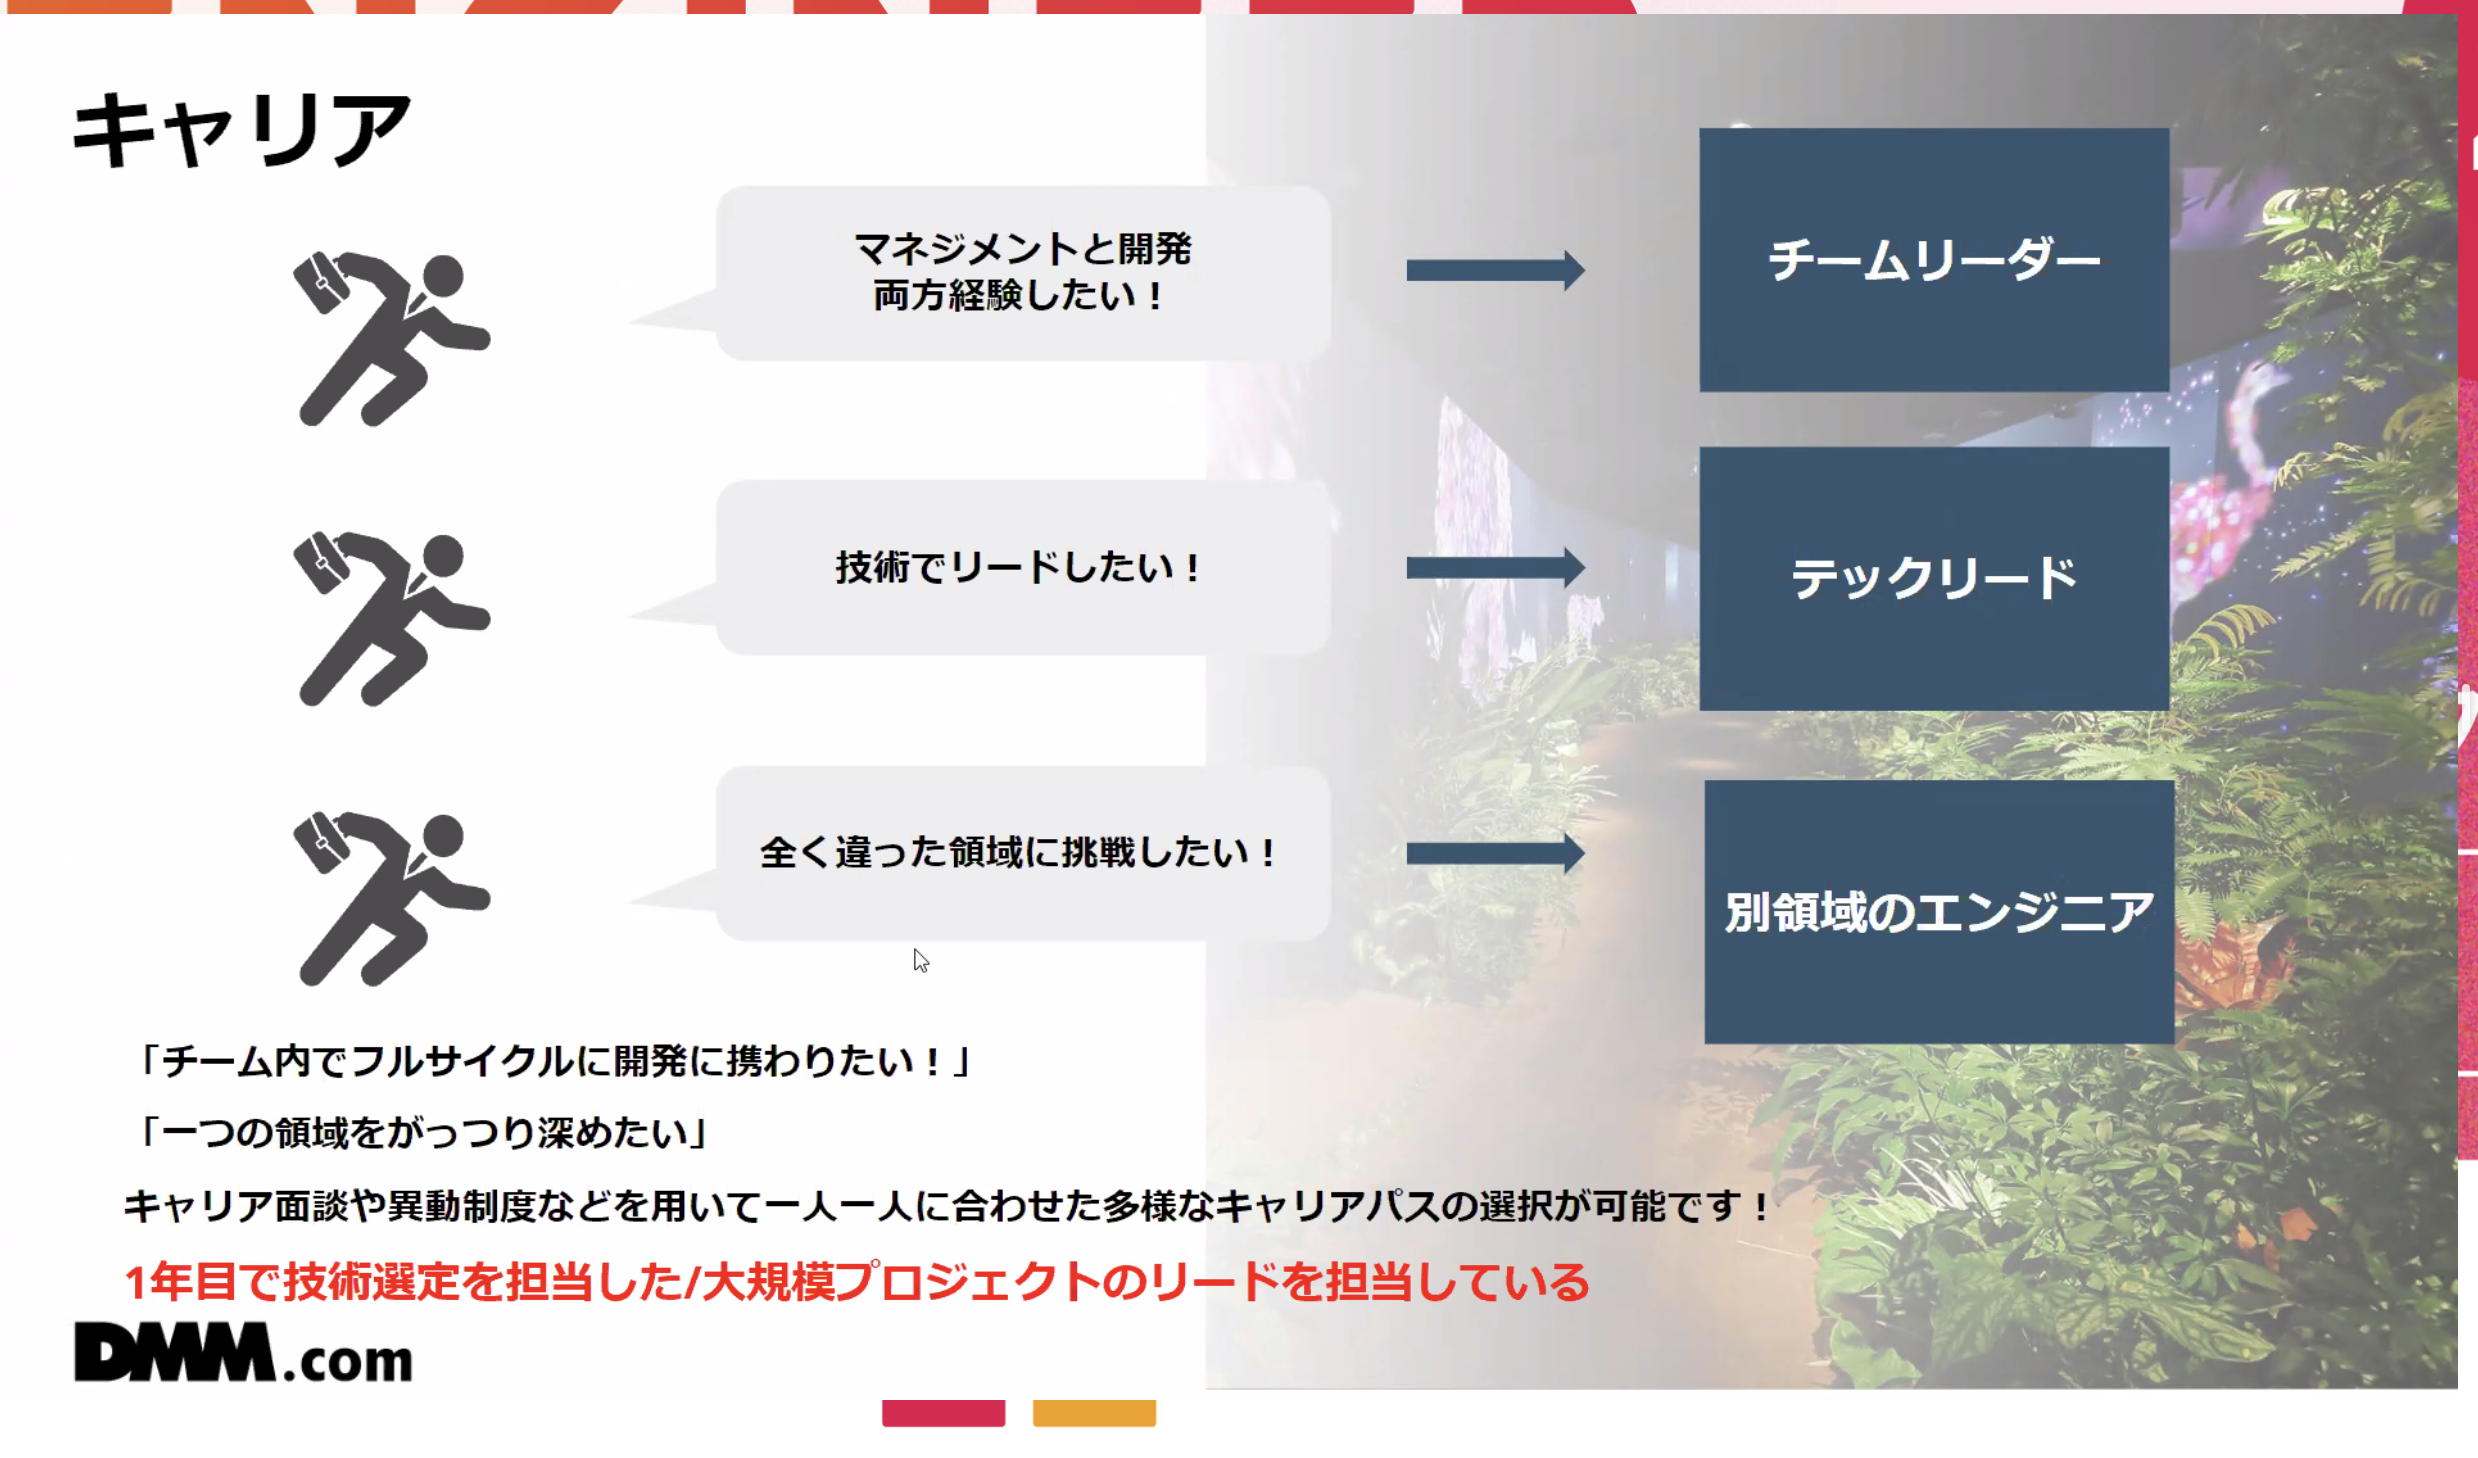 キャリア
マネジメントと開発
両方経験したい！
チームリーダー
技術でリードしたい！
テックリード
全く違った領域に挑戦したい！
別領域のエンジニア
「チーム内でフルサイクルに開発に携わりたい！」
「一つの領域をがっつり深めたい」
キャリア面談や異動制度などを用いて一人一人に合わせた多様なキャリアパスの選択が可能です！
1年目で技術選定を担当した/大規模プロジェクトのリードを担当している
DMM.com